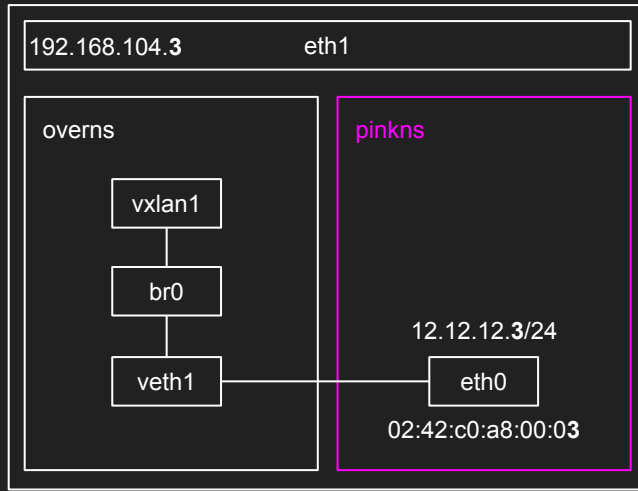 192.168.104.3 eth1
overns
pinkns
vxlan1
br0
12.12.12.3/24
veth1
eth0
02:42:c0:a8:00:03